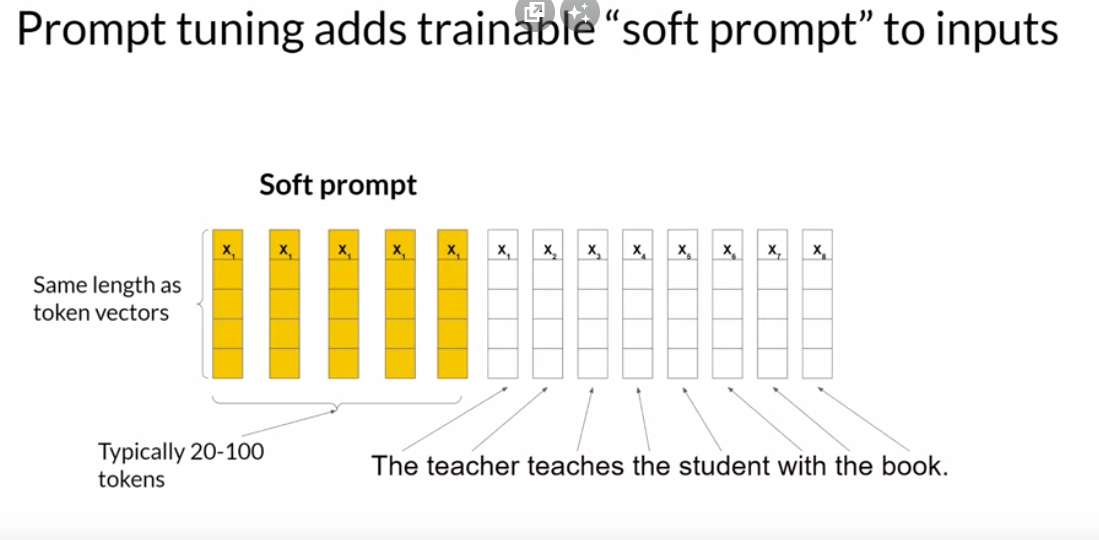 Prompt tuning adds trainable “soft prompt” to inputs
Soft prompt
x₁ x₁ x₁ x₁ x₁ x₁ x₂ x₃ x₄ x₅ x₆ x₇ x₈
Same length as
token vectors
Typically 20-100
tokens
The teacher teaches the student with the book.